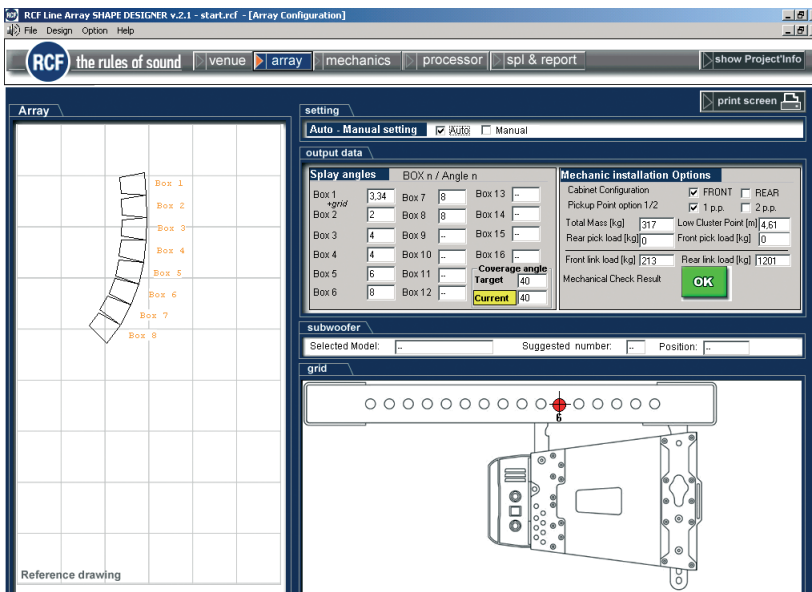 RCF Line Array SHAPE DESIGNER v.2.1 - start.rcf - [Array Configuration]
File Design Option Help
RCF the rules of sound venue array mechanics processor spl & report show Project'Info
print screen
Array
Box 1
Box 2
Box 3
Box 4
Box 5
Box 6
Box 7
Box 8
Reference drawing
setting
Auto - Manual setting Auto Manual
output data
Splay angles BOX n / Angle n
Box 1 +grid 3,34 Box 7 8 Box 13 --
Box 2 2 Box 8 8 Box 14 --
Box 3 4 Box 9 -- Box 15 --
Box 4 4 Box 10 -- Box 16 --
Box 5 6 Box 11 --
Box 6 8 Box 12 --
Coverage angle
Target 40
Current 40
Mechanic installation Options
Cabinet Configuration FRONT REAR
Pickup Point option 1/2 1 p.p. 2 p.p.
Total Mass [kg] 317 Low Cluster Point [m] 4,61
Rear pick load [kg] 0 Front pick load [kg] 0
Front link load [kg] 213 Rear link load [kg] 1201
Mechanical Check Result OK
subwoofer
Selected Model: -- Suggested number: -- Position: --
grid
6